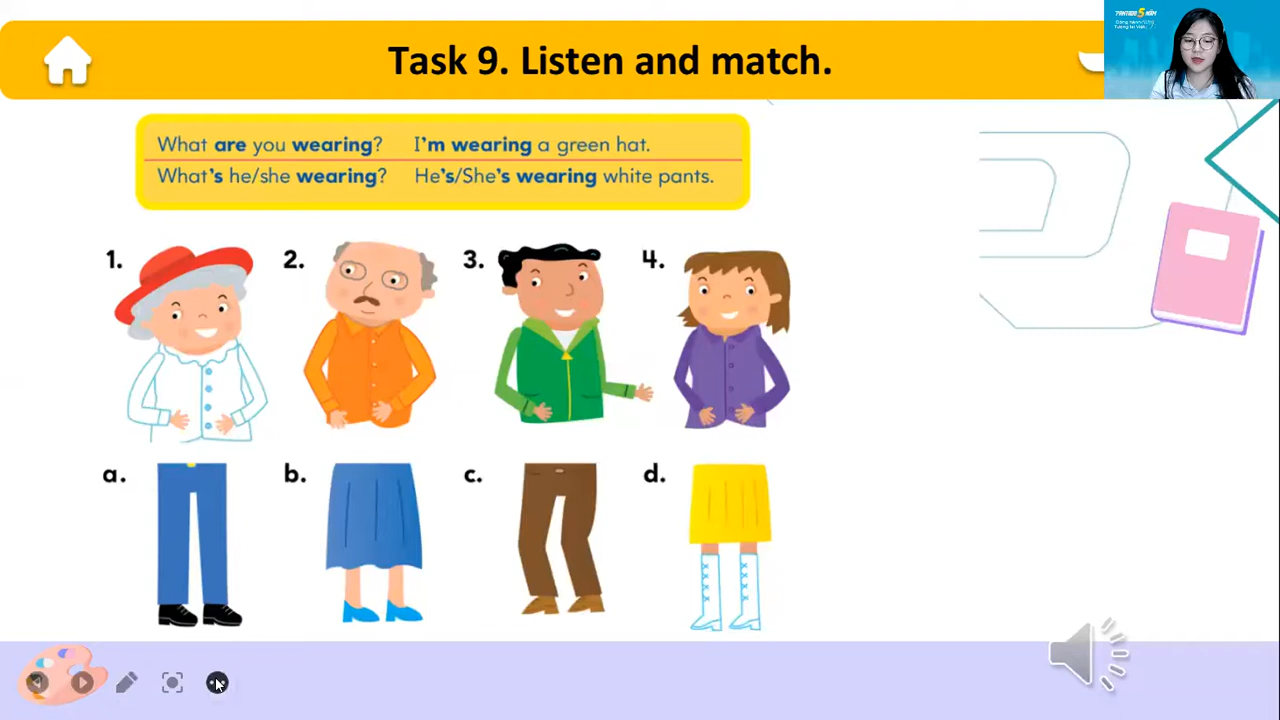 Task 9. Listen and match.
What are you wearing? I'm wearing a green hat.
What's he/she wearing? He's/She's wearing white pants.
1. 2. 3. 4.
a. b. c. d.